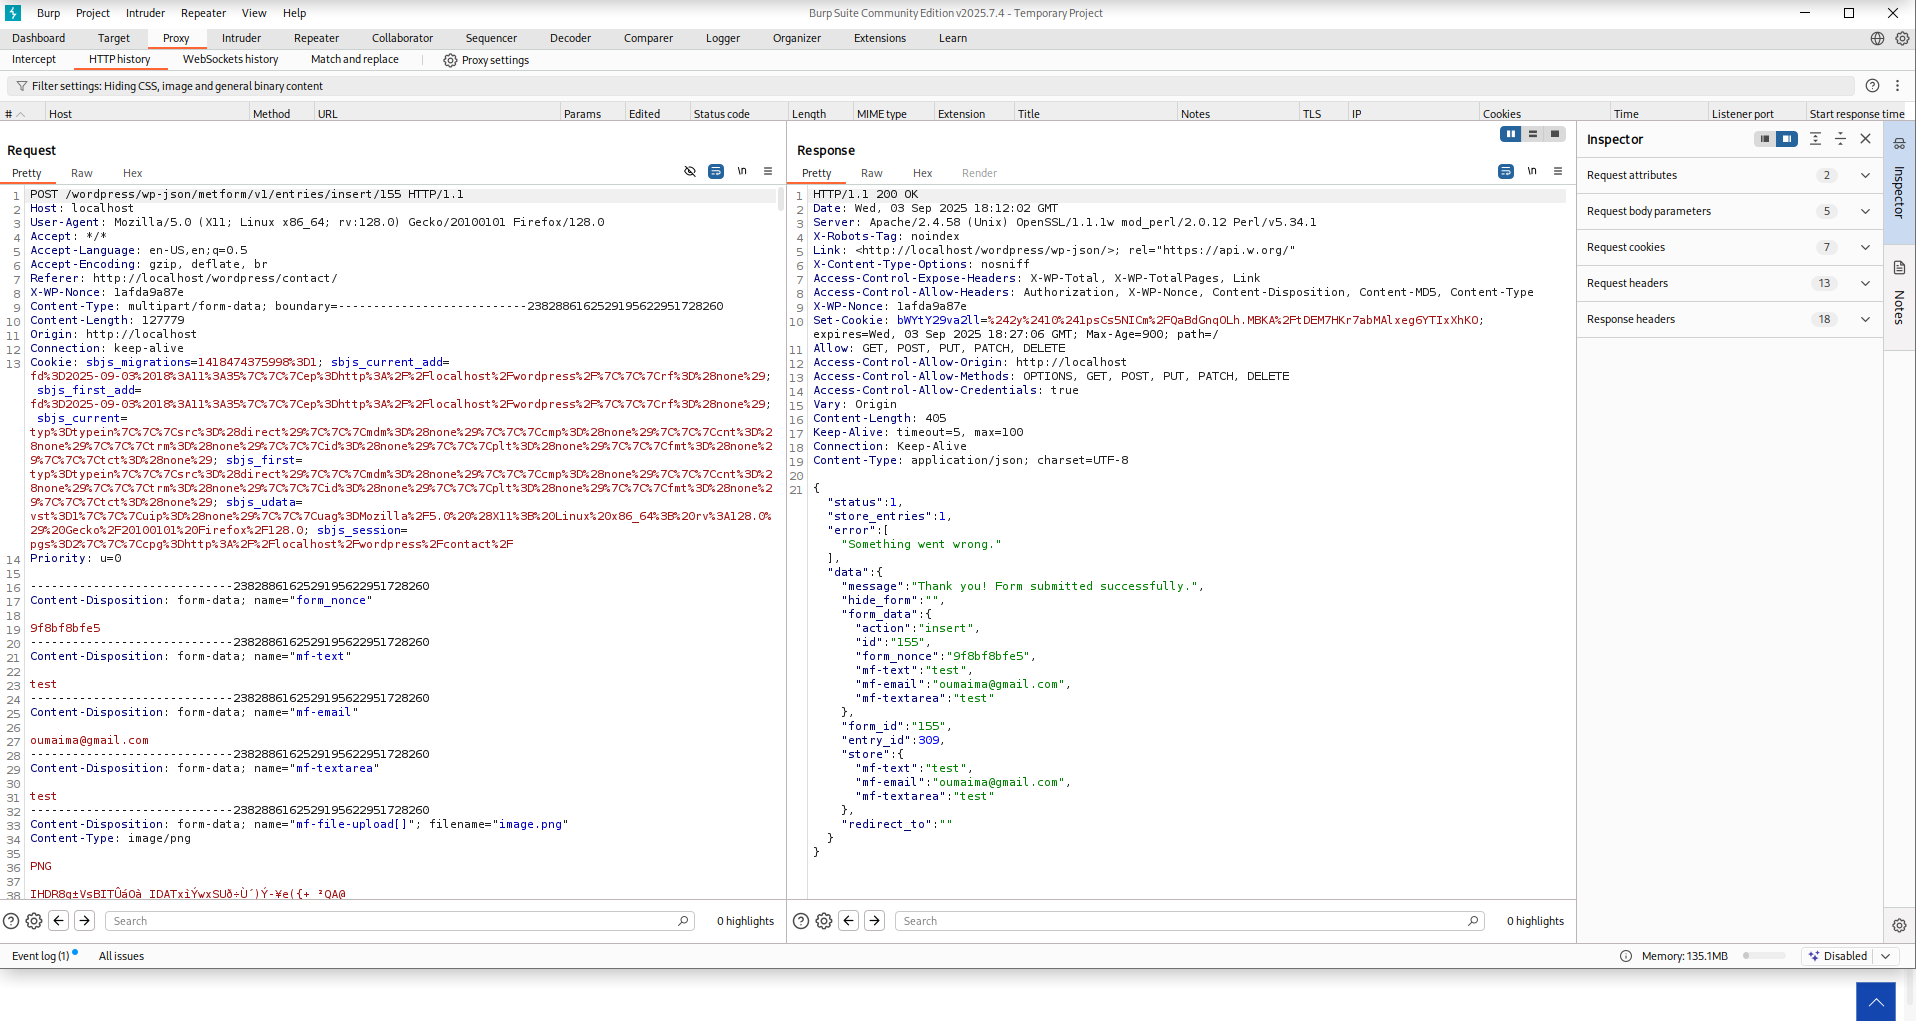 Burp Project Intruder Repeater View Help
Burp Suite Community Edition v2025.7.4 - Temporary Project
Dashboard Target Proxy Intruder Repeater Collaborator Sequencer Decoder Comparer Logger Organizer Extensions Learn
Intercept HTTP history WebSockets history Match and replace Proxy settings
Filter settings: Hiding CSS, image and general binary content
# Host Method URL Params Edited Status code Length MIME type Extension Title Notes TLS IP Cookies Time Listener port Start response time
Request
Pretty Raw Hex
\n
1 POST /wordpress/wp-json/metform/v1/entries/insert/155 HTTP/1.1
2 Host: localhost
3 User-Agent: Mozilla/5.0 (X11; Linux x86_64; rv:128.0) Gecko/20100101 Firefox/128.0
4 Accept: */*
5 Accept-Language: en-US,en;q=0.5
6 Accept-Encoding: gzip, deflate, br
7 Referer: http://localhost/wordpress/contact/
8 X-WP-Nonce: 1afda9a87e
9 Content-Type: multipart/form-data; boundary=---------------------------2382886162529195622951728260
10 Content-Length: 127779
11 Origin: http://localhost
12 Connection: keep-alive
13 Cookie: sbjs_migrations=1418474375998%3D1; sbjs_current_add=
fd%3D2025-09-03%2018%3A11%3A35%7C%7C%7Cep%3Dhttp%3A%2F%2Flocalhost%2Fwordpress%2F%7C%7C%7Crf%3D%28none%29;
sbjs_first_add=
fd%3D2025-09-03%2018%3A11%3A35%7C%7C%7Cep%3Dhttp%3A%2F%2Flocalhost%2Fwordpress%2F%7C%7C%7Crf%3D%28none%29;
sbjs_current=
typ%3Dtypein%7C%7C%7Csrc%3D%28direct%29%7C%7C%7Cmdm%3D%28none%29%7C%7C%7Ccmp%3D%28none%29%7C%7C%7Ccnt%3D%2
8none%29%7C%7C%7Ctrm%3D%28none%29%7C%7C%7Cid%3D%28none%29%7C%7C%7Cplt%3D%28none%29%7C%7C%7Cfmt%3D%28none%2
9%7C%7C%7Ctct%3D%28none%29; sbjs_first=
typ%3Dtypein%7C%7C%7Csrc%3D%28direct%29%7C%7C%7Cmdm%3D%28none%29%7C%7C%7Ccmp%3D%28none%29%7C%7C%7Ccnt%3D%2
8none%29%7C%7C%7Ctrm%3D%28none%29%7C%7C%7Cid%3D%28none%29%7C%7C%7Cplt%3D%28none%29%7C%7C%7Cfmt%3D%28none%2
9%7C%7C%7Ctct%3D%28none%29; sbjs_udata=
vst%3D1%7C%7C%7Cuip%3D%28none%29%7C%7C%7Cuag%3DMozilla%2F5.0%20%28X11%3B%20Linux%20x86_64%3B%20rv%3A128.0%
29%20Gecko%2F20100101%20Firefox%2F128.0; sbjs_session=
pgs%3D2%7C%7C%7Ccpg%3Dhttp%3A%2F%2Flocalhost%2Fwordpress%2Fcontact%2F
14 Priority: u=0
15
16 -----------------------------2382886162529195622951728260
17 Content-Disposition: form-data; name="form_nonce"
18
19 9f8bf8bfe5
20 -----------------------------2382886162529195622951728260
21 Content-Disposition: form-data; name="mf-text"
22
23 test
24 -----------------------------2382886162529195622951728260
25 Content-Disposition: form-data; name="mf-email"
26
27 oumaima@gmail.com
28 -----------------------------2382886162529195622951728260
29 Content-Disposition: form-data; name="mf-textarea"
30
31 test
32 -----------------------------2382886162529195622951728260
33 Content-Disposition: form-data; name="mf-file-upload[]"; filename="image.png"
34 Content-Type: image/png
35
36 PNG
37
38
Search 0 highlights
Response
Pretty Raw Hex Render
\n
1 HTTP/1.1 200 OK
2 Date: Wed, 03 Sep 2025 18:12:02 GMT
3 Server: Apache/2.4.58 (Unix) OpenSSL/1.1.1w mod_perl/2.0.12 Perl/v5.34.1
4 X-Robots-Tag: noindex
5 Link: <http://localhost/wordpress/wp-json/>; rel="https://api.w.org/"
6 X-Content-Type-Options: nosniff
7 Access-Control-Expose-Headers: X-WP-Total, X-WP-TotalPages, Link
8 Access-Control-Allow-Headers: Authorization, X-WP-Nonce, Content-Disposition, Content-MD5, Content-Type
9 X-WP-Nonce: 1afda9a87e
10 Set-Cookie: bWYtY29va2ll=%242y%2410%241psCs5NICm%2FQaBdGnqOLh.MBKA%2FtDEM7HKr7abMAlxeg6YTIxXhKO;
expires=Wed, 03 Sep 2025 18:27:06 GMT; Max-Age=900; path=/
11 Allow: GET, POST, PUT, PATCH, DELETE
12 Access-Control-Allow-Origin: http://localhost
13 Access-Control-Allow-Methods: OPTIONS, GET, POST, PUT, PATCH, DELETE
14 Access-Control-Allow-Credentials: true
15 Vary: Origin
16 Content-Length: 405
17 Keep-Alive: timeout=5, max=100
18 Connection: Keep-Alive
19 Content-Type: application/json; charset=UTF-8
20
21 {
"status":1,
"store_entries":1,
"error":[
"Something went wrong."
],
"data":{
"message":"Thank you! Form submitted successfully.",
"hide_form":"",
"form_data":{
"action":"insert",
"id":"155",
"form_nonce":"9f8bf8bfe5",
"mf-text":"test",
"mf-email":"oumaima@gmail.com",
"mf-textarea":"test"
},
"form_id":"155",
"entry_id":309,
"store":{
"mf-text":"test",
"mf-email":"oumaima@gmail.com",
"mf-textarea":"test"
},
"redirect_to":""
}
}
Search 0 highlights
Inspector
Request attributes 2
Request body parameters 5
Request cookies 7
Request headers 13
Response headers 18
Inspector
Notes
Event log (1) All issues
Memory: 135.1MB Disabled